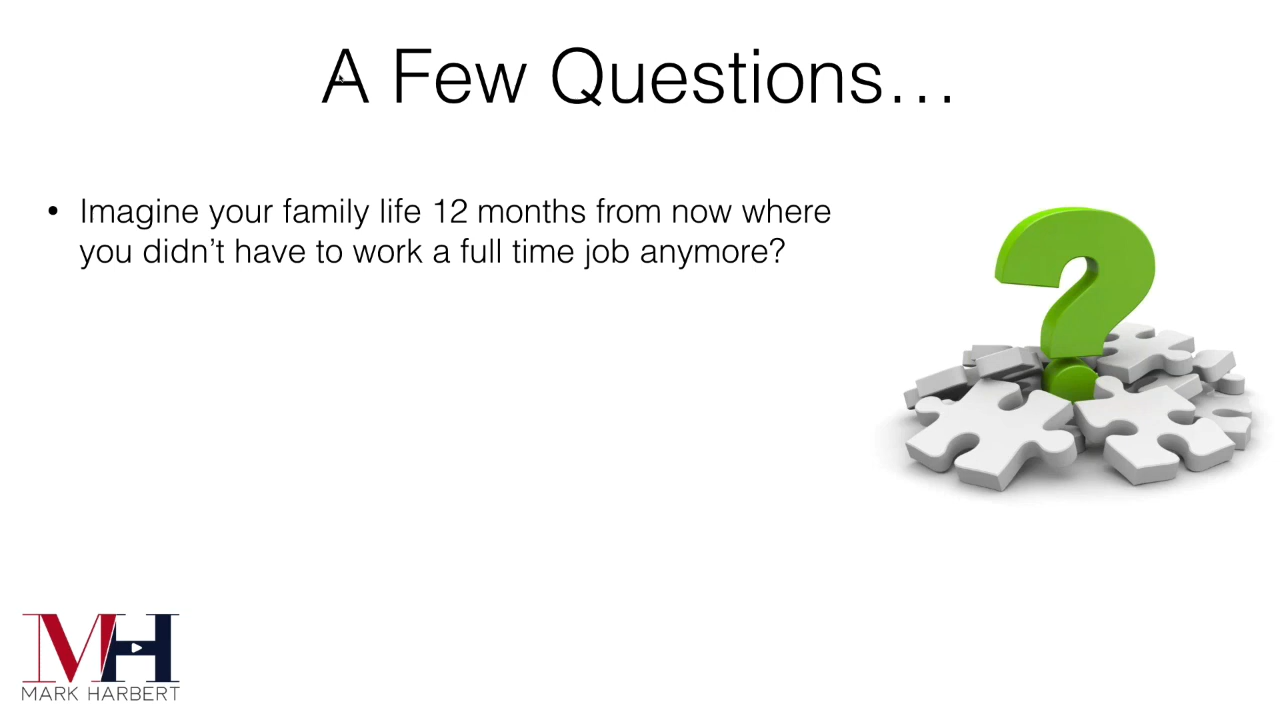 A Few Questions…
• Imagine your family life 12 months from now where
you didn’t have to work a full time job anymore?
?
MH
MARK HARBERT